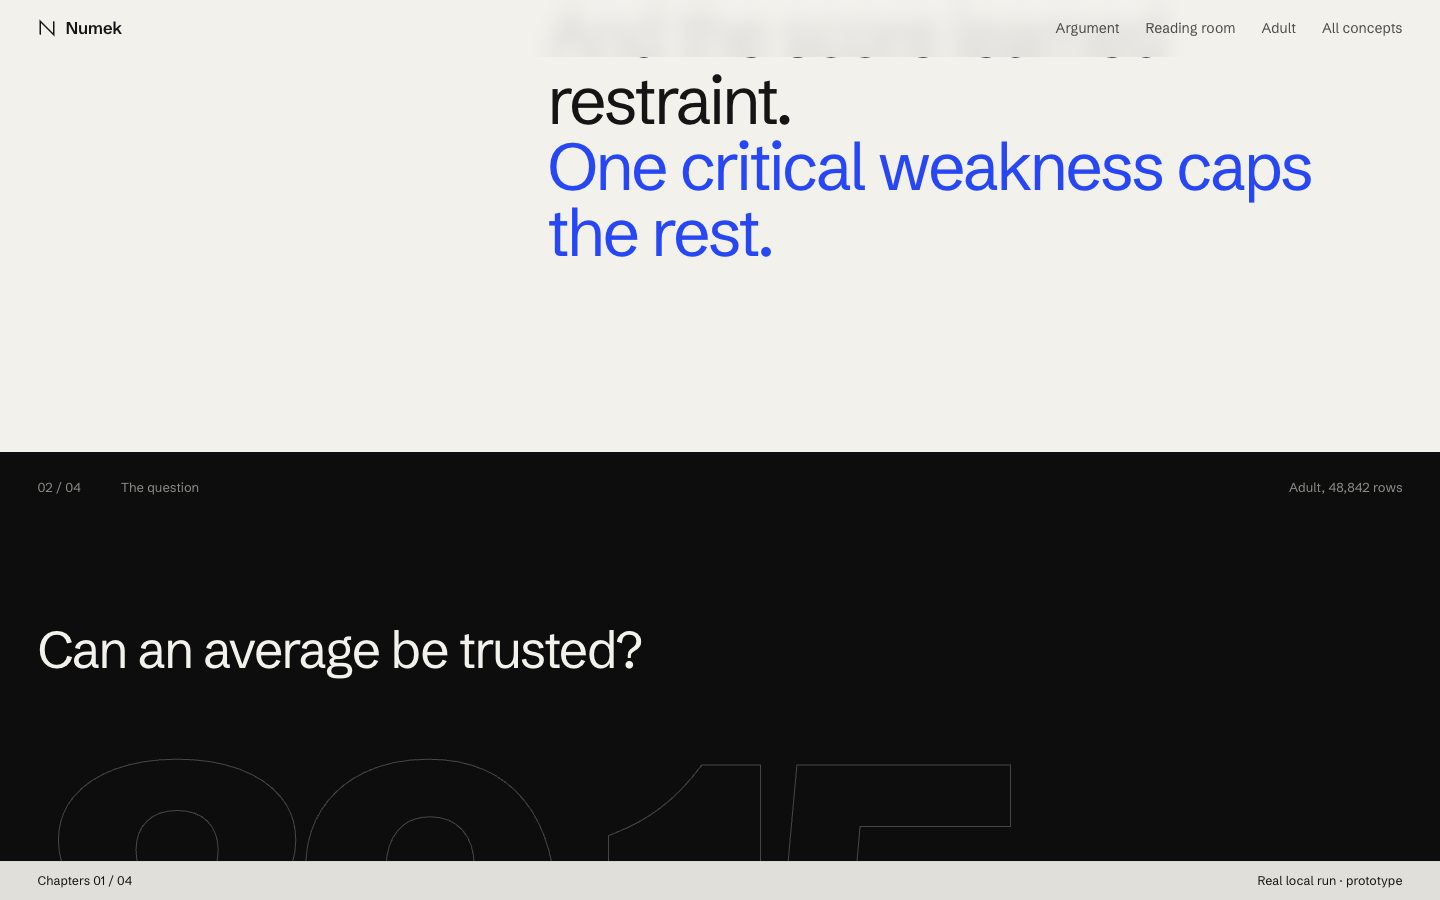 Numek
Argument
Reading room
Adult
All concepts
restraint.
One critical weakness caps
the rest.
02 / 04
The question
Adult, 48,842 rows
Can an average be trusted?
Chapters 01 / 04
Real local run · prototype